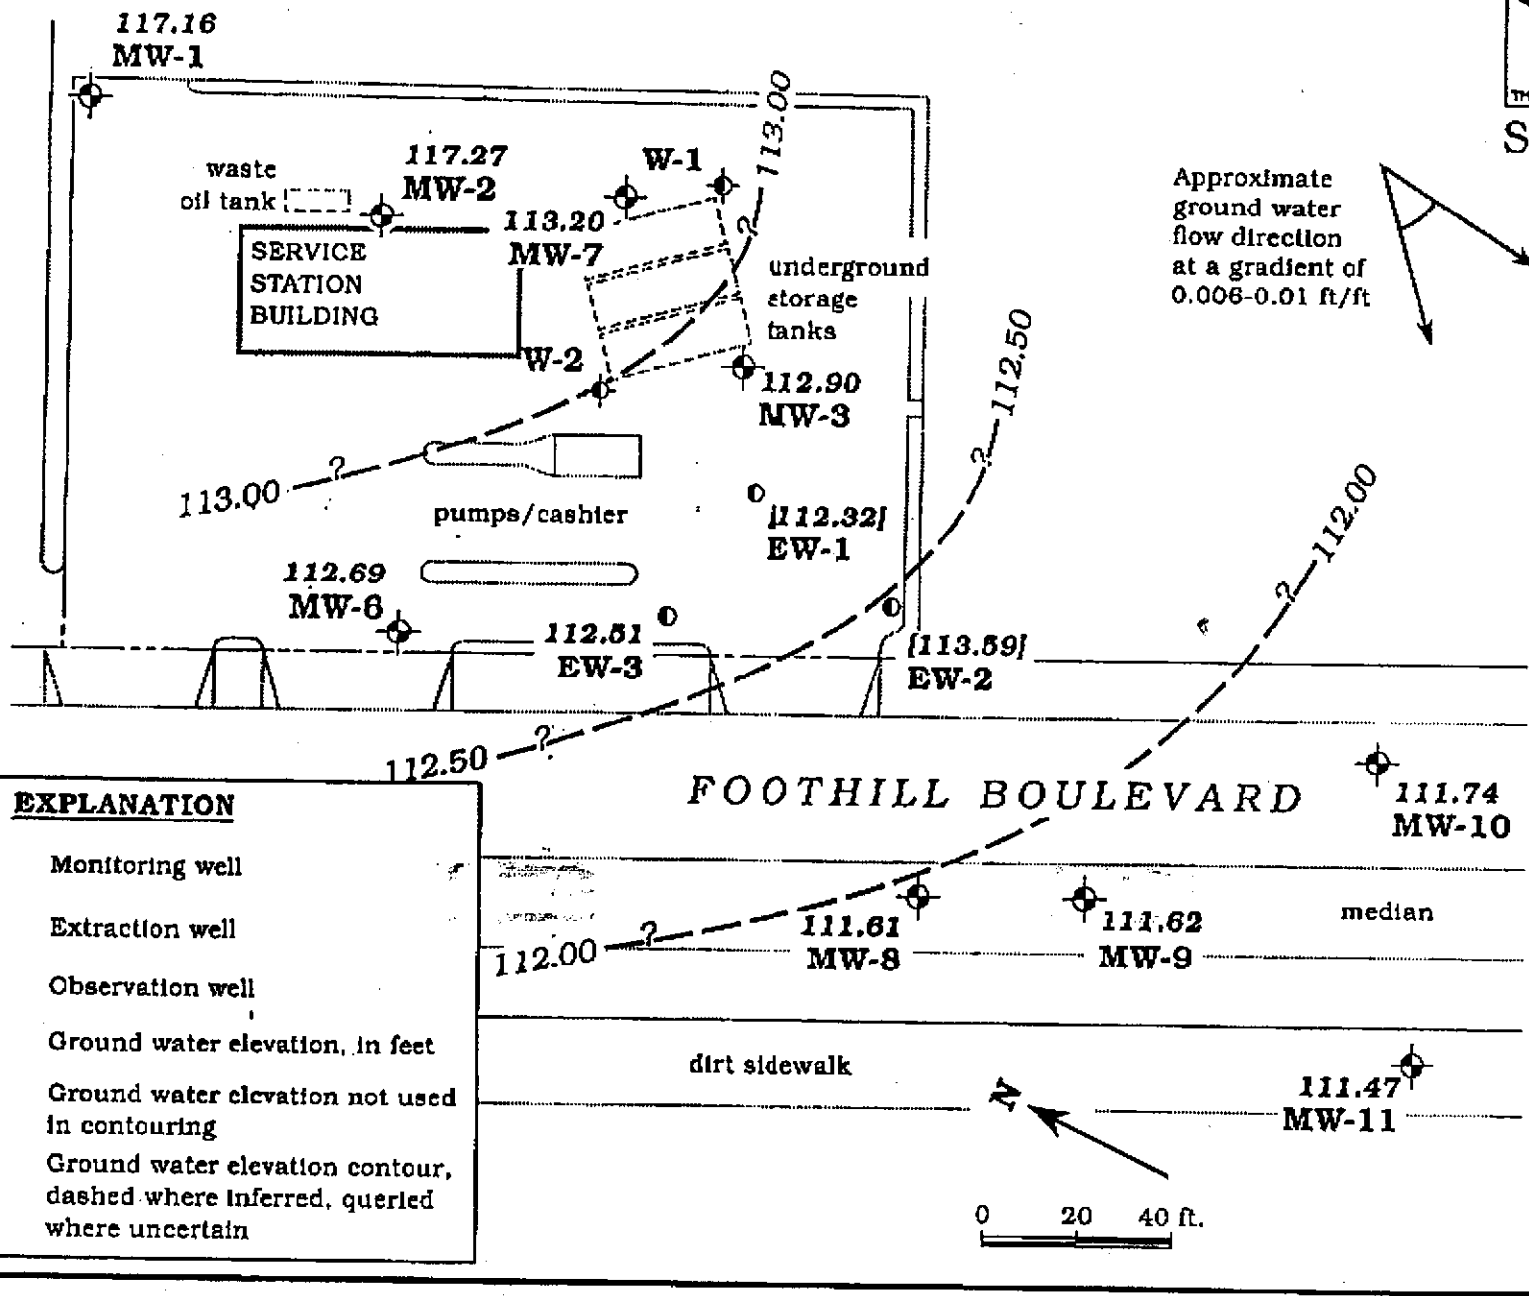 117.16
MW-1
TH
S
113.00
waste
oil tank
117.27
MW-2
W-1
113.20
MW-7
SERVICE
STATION
BUILDING
?
underground
storage
tanks
Approximate
ground water
flow direction
at a gradient of
0.006-0.01 ft/ft
W-2
112.90
MW-3
112.50
?
113.00
?
pumps/cashier
[112.32]
EW-1
112.00
?
112.69
MW-6
112.51
EW-3
[113.59]
EW-2
112.50
?
FOOTHILL BOULEVARD
111.74
MW-10
EXPLANATION
Monitoring well
Extraction well
Observation well
Ground water elevation, in feet
Ground water elevation not used
in contouring
Ground water elevation contour,
dashed where inferred, queried
where uncertain
112.00
?
111.61
MW-8
111.62
MW-9
median
dirt sidewalk
N
111.47
MW-11
0 20 40 ft.